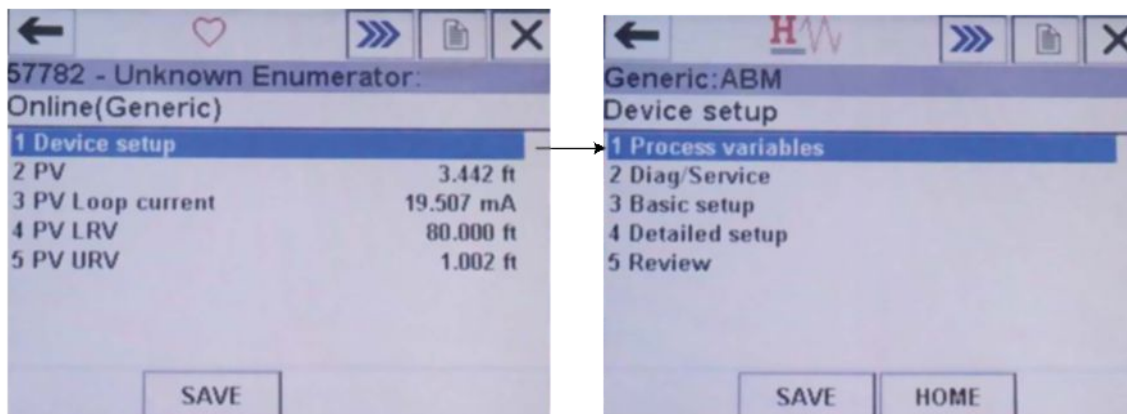 57782 - Unknown Enumerator:
Online(Generic)
1 Device setup
2 PV 3.442 ft
3 PV Loop current 19.507 mA
4 PV LRV 80.000 ft
5 PV URV 1.002 ft
SAVE
H
Generic:ABM
Device setup
1 Process variables
2 Diag/Service
3 Basic setup
4 Detailed setup
5 Review
SAVE HOME